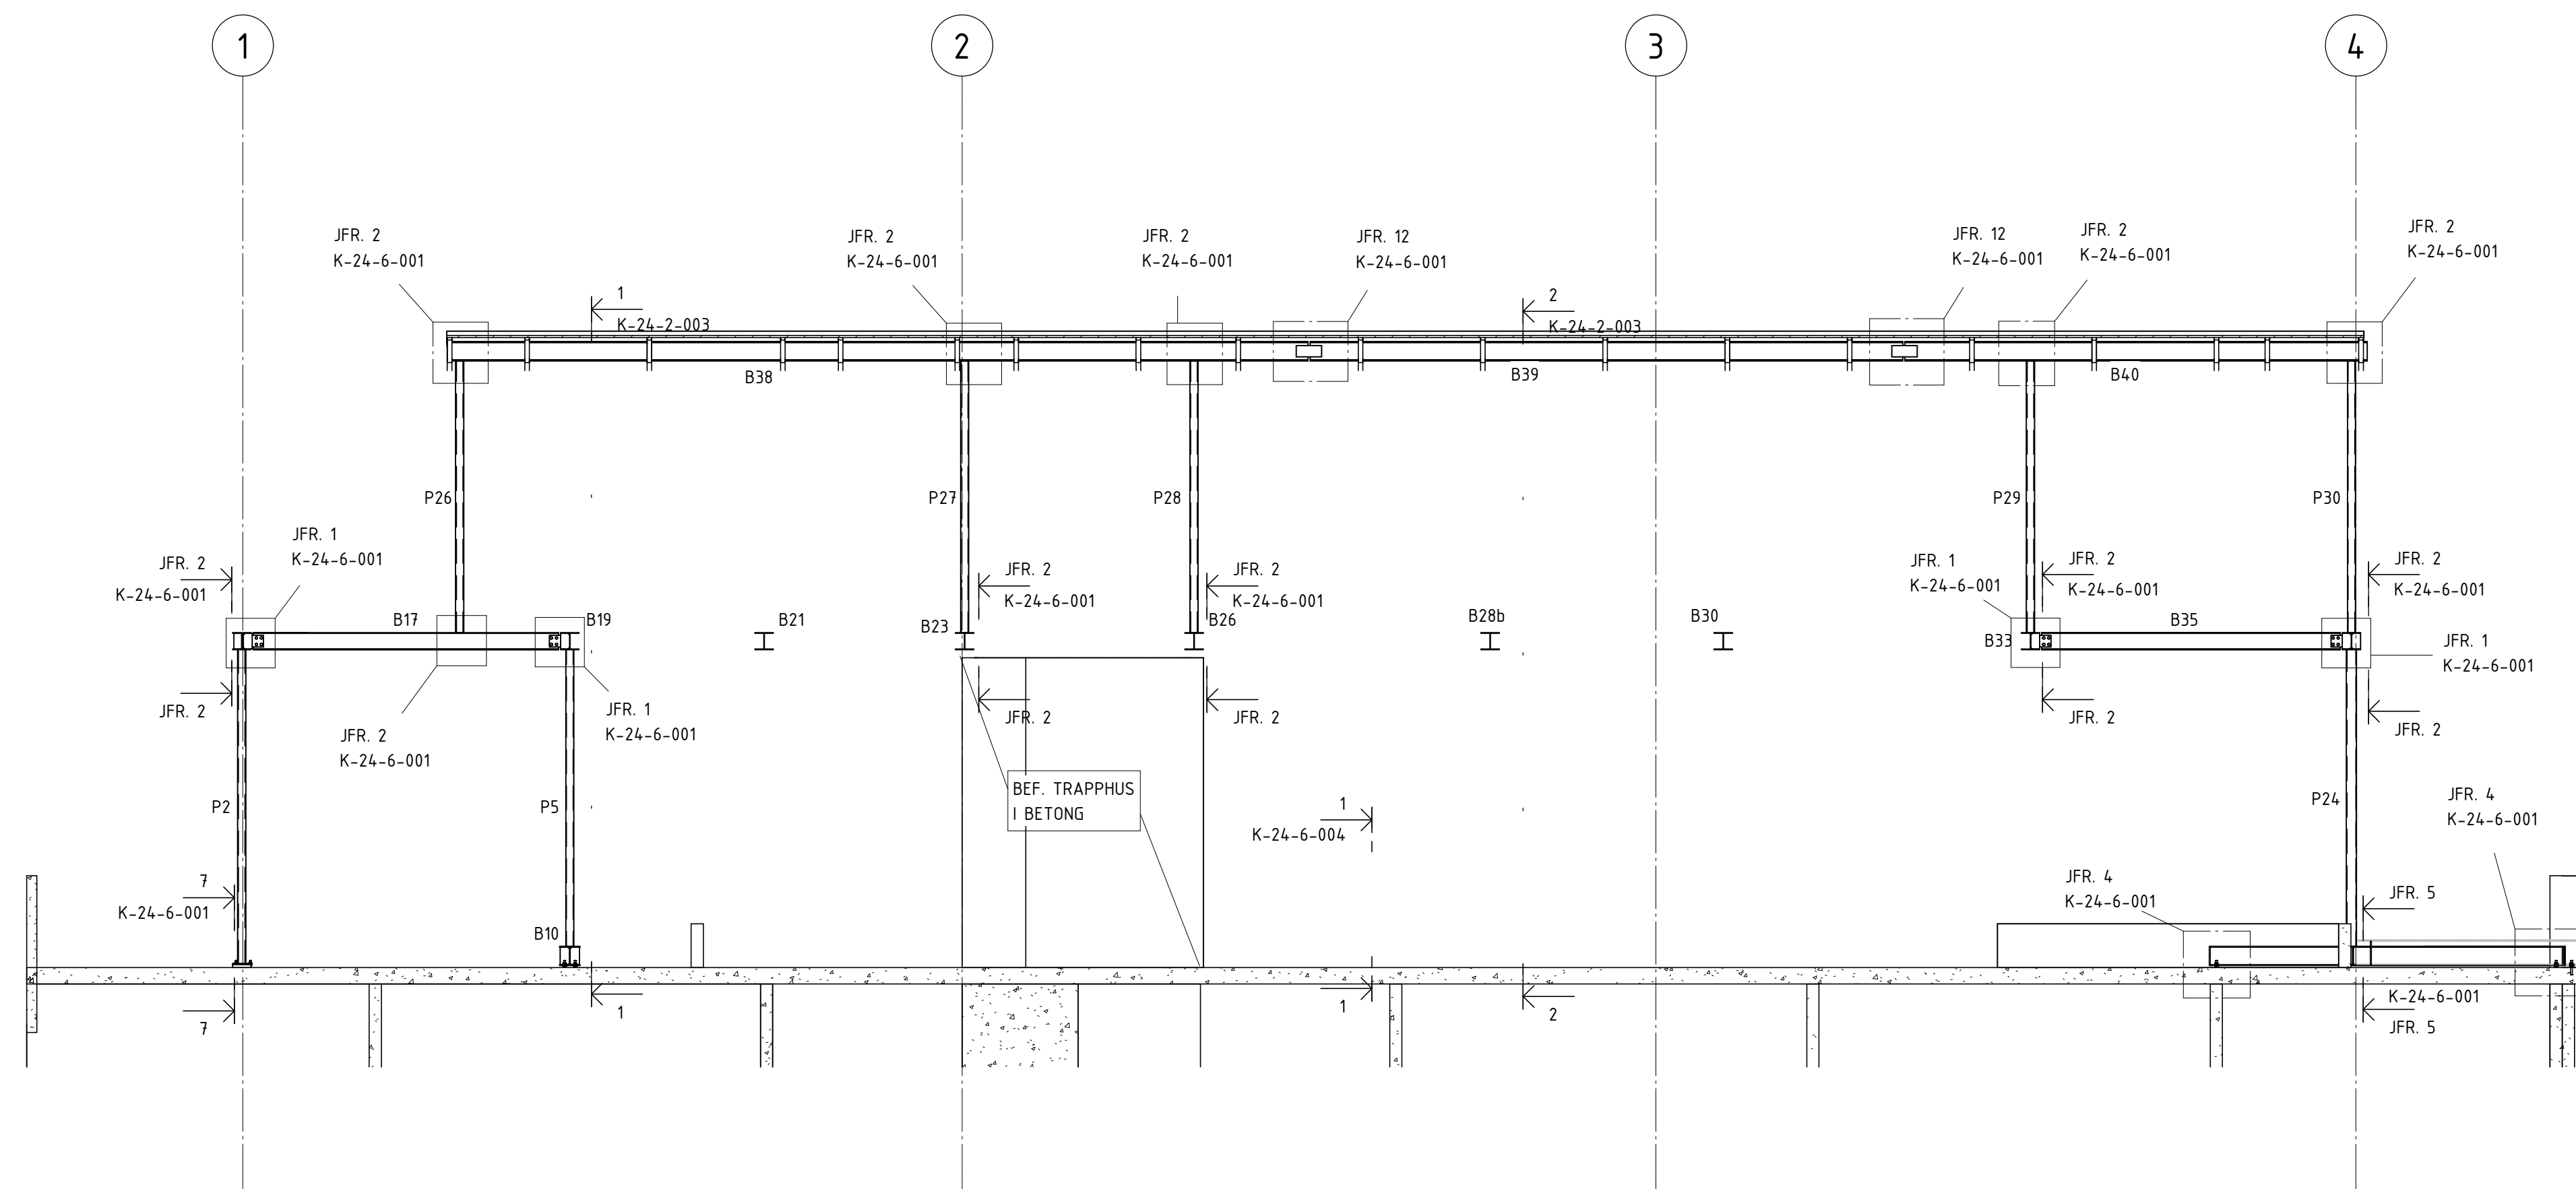 1
2
3
4
JFR. 2
K-24-6-001
JFR. 2
K-24-6-001
JFR. 2
K-24-6-001
JFR. 12
K-24-6-001
JFR. 12
K-24-6-001
JFR. 2
K-24-6-001
JFR. 2
K-24-6-001
1
K-24-2-003
2
K-24-2-003
B38
B39
B40
P26
P27
P28
P29
P30
JFR. 2
K-24-6-001
JFR. 1
K-24-6-001
JFR. 2
K-24-6-001
JFR. 2
K-24-6-001
JFR. 1
K-24-6-001
JFR. 2
K-24-6-001
JFR. 2
K-24-6-001
B17
B19
B21
B23
B26
B28b
B30
B33
B35
JFR. 1
K-24-6-001
JFR. 2
JFR. 2
K-24-6-001
JFR. 1
K-24-6-001
JFR. 2
JFR. 2
JFR. 2
JFR. 2
BEF. TRAPPHUS
I BETONG
P2
P5
1
K-24-6-004
P24
JFR. 4
K-24-6-001
7
K-24-6-001
JFR. 4
K-24-6-001
JFR. 5
B10
7
1
1
2
K-24-6-001
JFR. 5